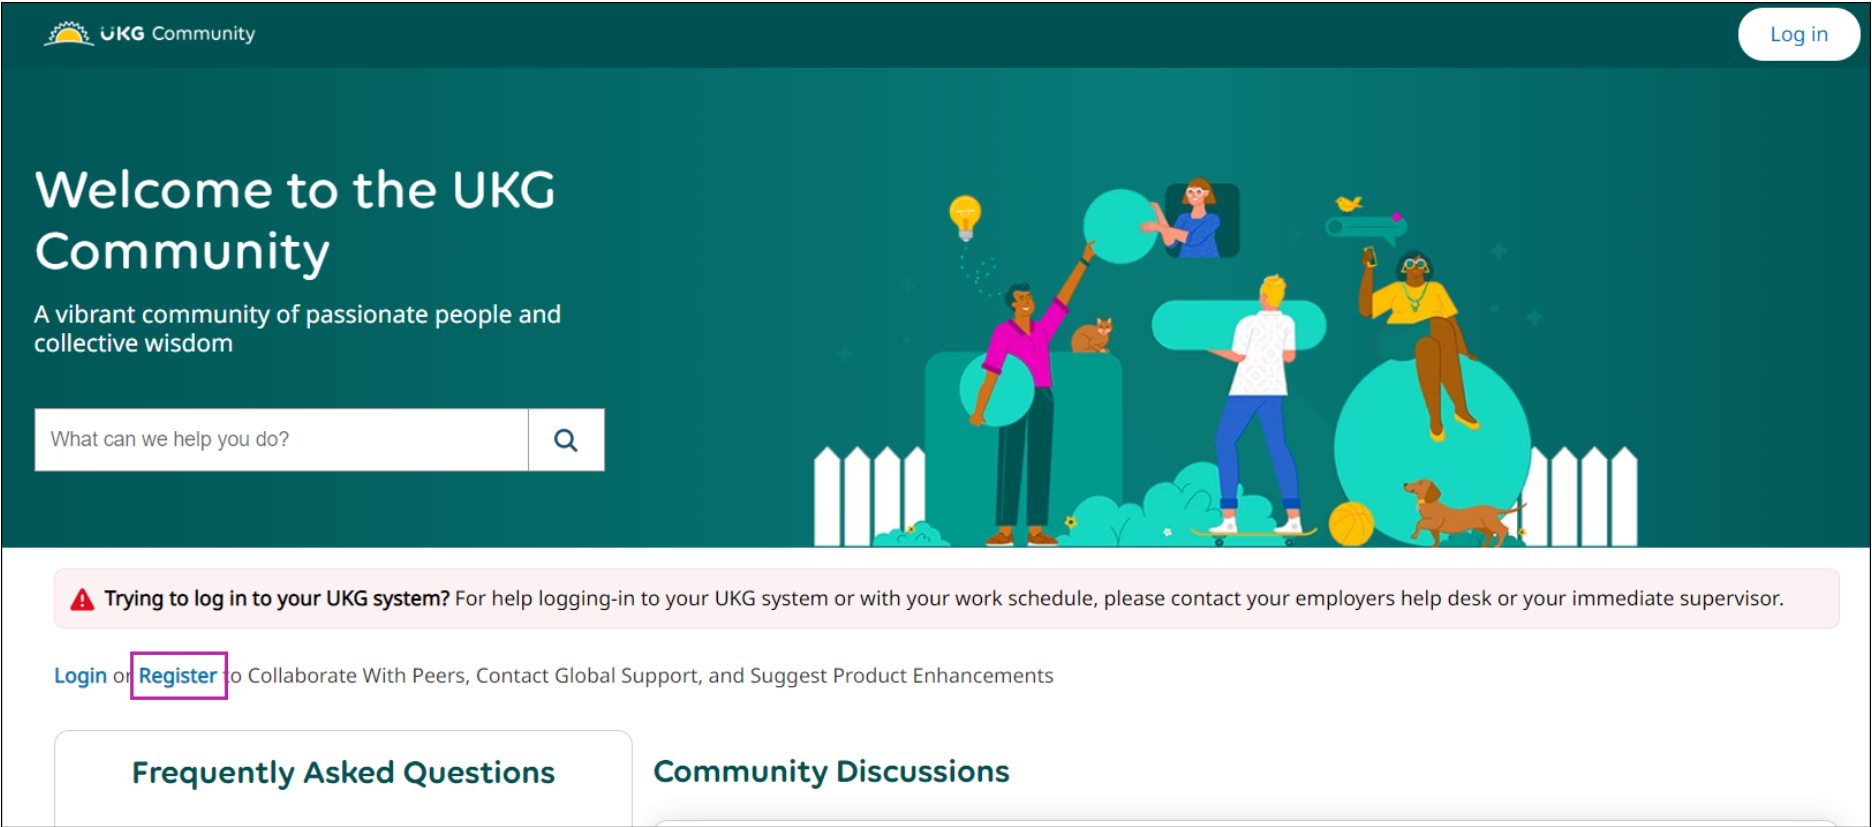 UKG Community
Log in
Welcome to the UKG
Community
A vibrant community of passionate people and
collective wisdom
What can we help you do?
Trying to log in to your UKG system? For help logging-in to your UKG system or with your work schedule, please contact your employers help desk or your immediate supervisor.
Login or Register to Collaborate With Peers, Contact Global Support, and Suggest Product Enhancements
Frequently Asked Questions
Community Discussions